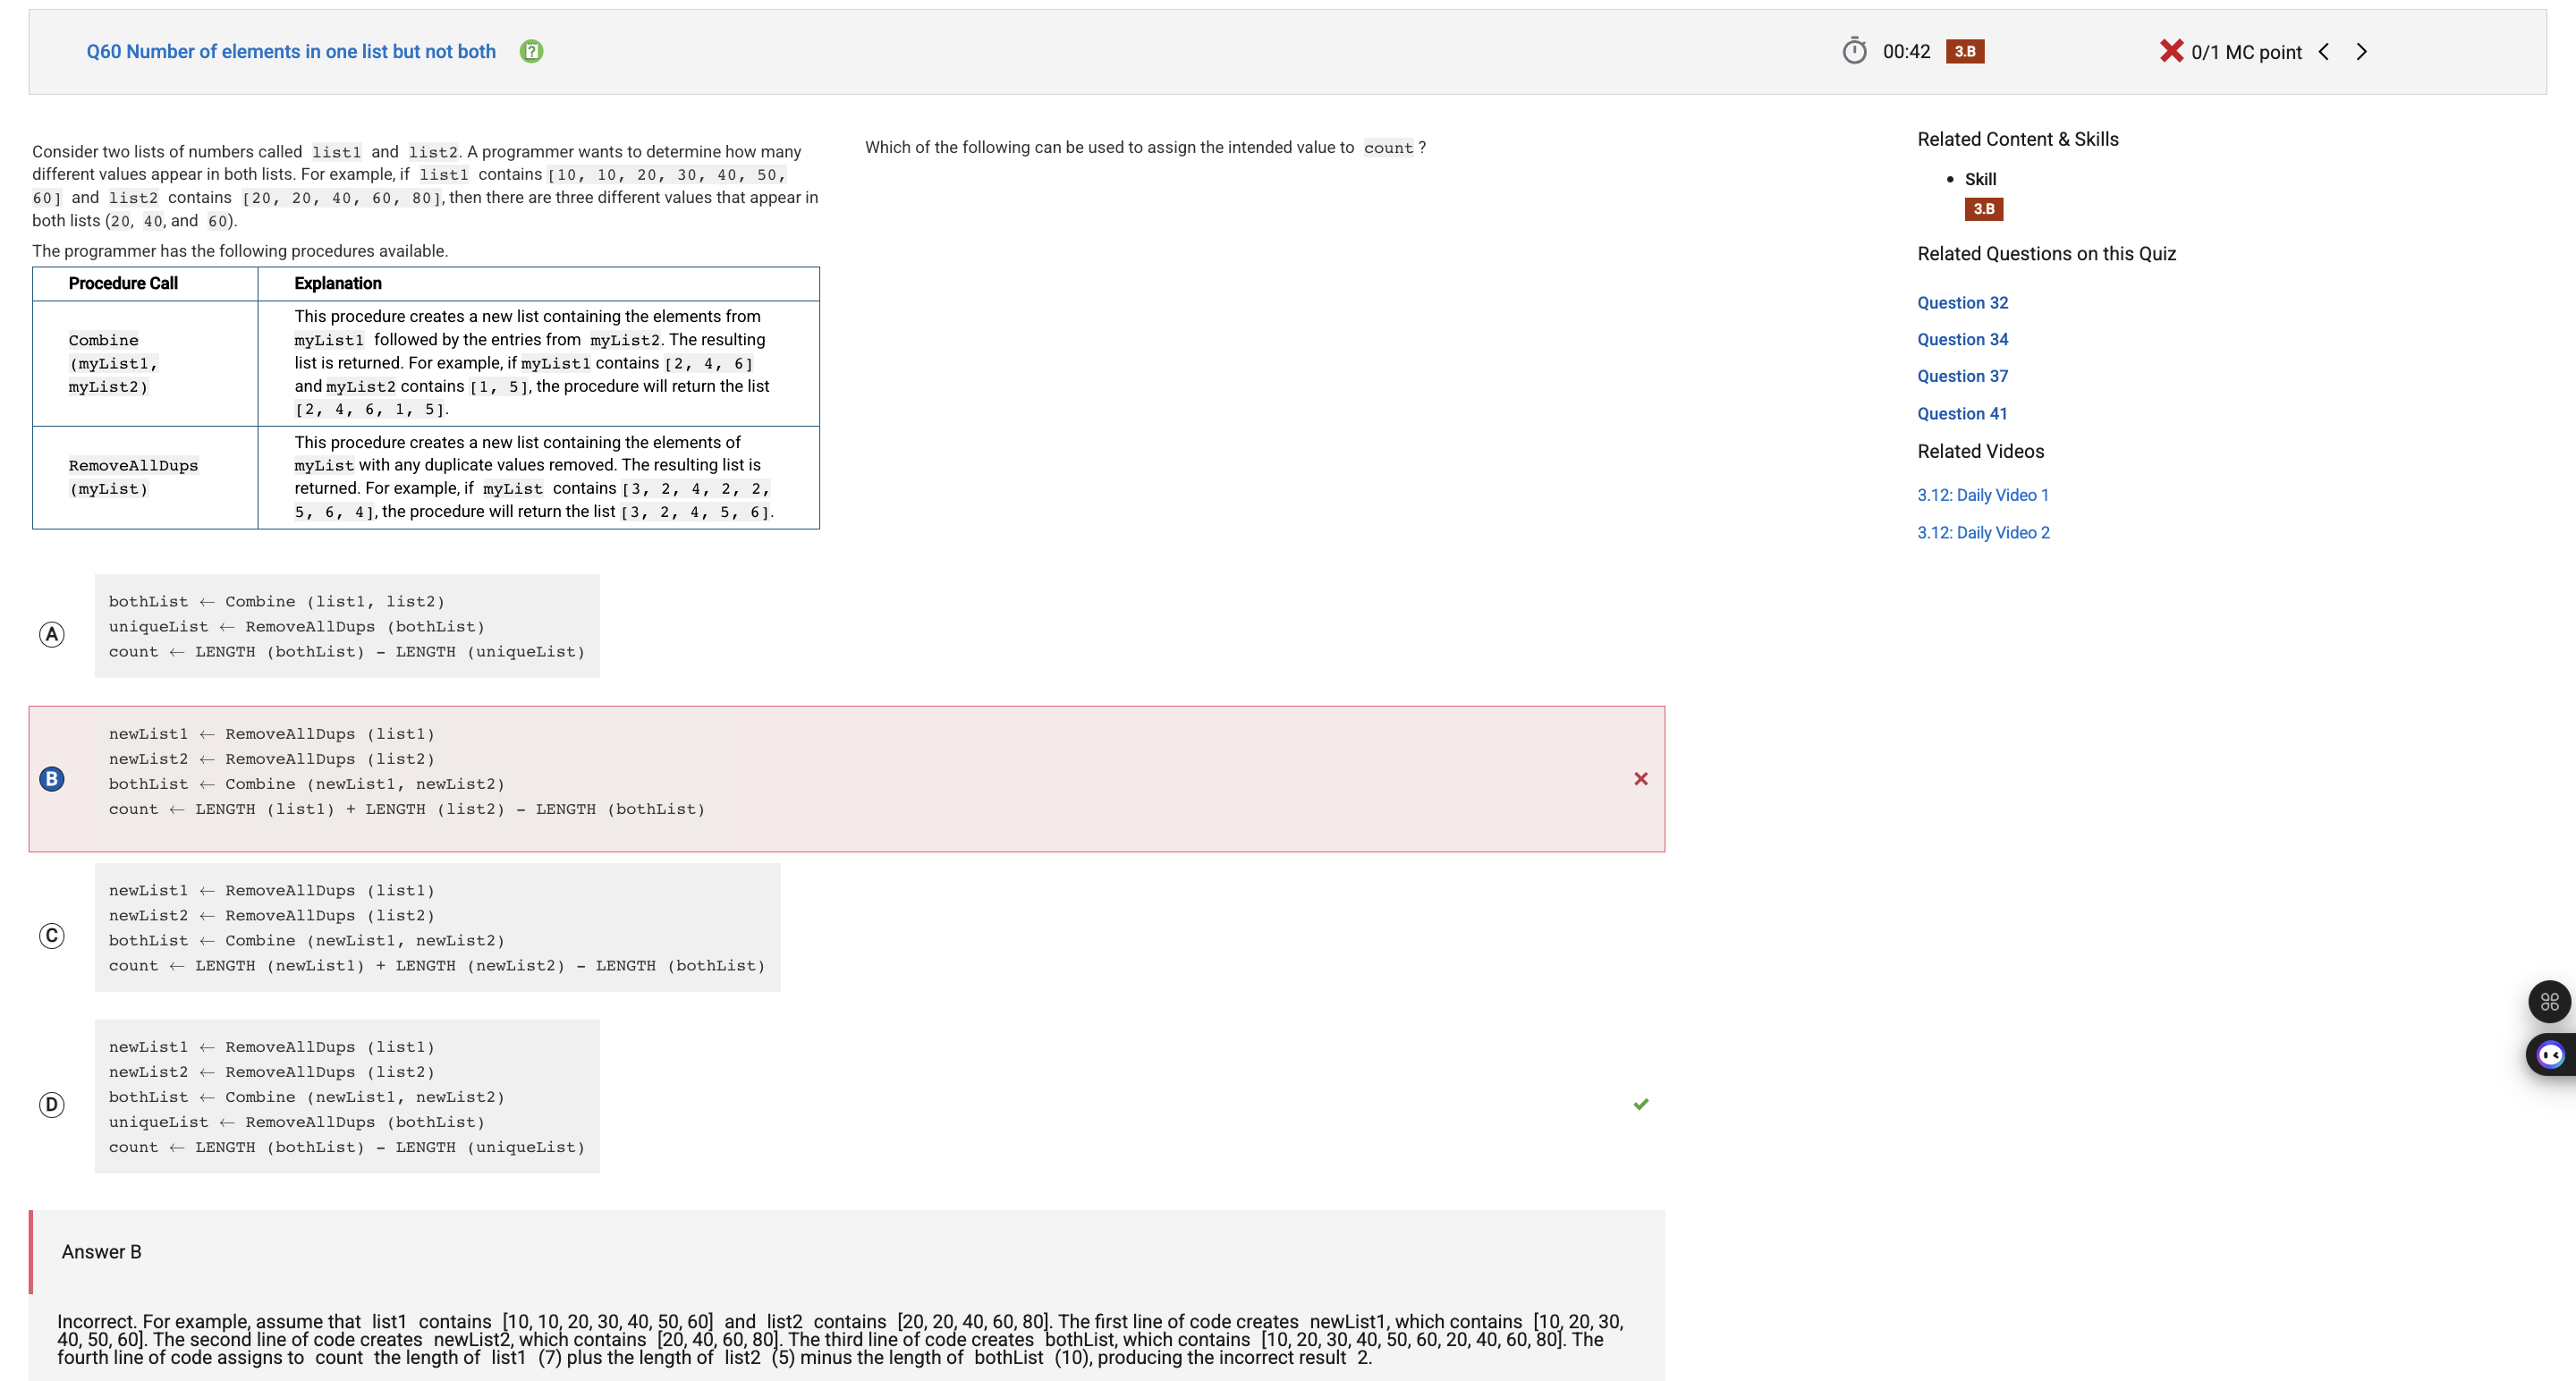 Q60 Number of elements in one list but not both
00:42 3.B
0/1 MC point
Consider two lists of numbers called list1 and list2. A programmer wants to determine how many
different values appear in both lists. For example, if list1 contains [10, 10, 20, 30, 40, 50,
60] and list2 contains [20, 20, 40, 60, 80], then there are three different values that appear in
both lists (20, 40, and 60).
The programmer has the following procedures available.
Procedure Call Explanation
Combine
(myList1,
myList2)
This procedure creates a new list containing the elements from
myList1 followed by the entries from myList2. The resulting
list is returned. For example, if myList1 contains [2, 4, 6]
and myList2 contains [1, 5], the procedure will return the list
[2, 4, 6, 1, 5].
RemoveAllDups
(myList)
This procedure creates a new list containing the elements of
myList with any duplicate values removed. The resulting list is
returned. For example, if myList contains [3, 2, 4, 2, 2,
5, 6, 4], the procedure will return the list [3, 2, 4, 5, 6].
Which of the following can be used to assign the intended value to count ?
A
bothList ← Combine (list1, list2)
uniqueList ← RemoveAllDups (bothList)
count ← LENGTH (bothList) - LENGTH (uniqueList)
B
newList1 ← RemoveAllDups (list1)
newList2 ← RemoveAllDups (list2)
bothList ← Combine (newList1, newList2)
count ← LENGTH (list1) + LENGTH (list2) - LENGTH (bothList)
C
newList1 ← RemoveAllDups (list1)
newList2 ← RemoveAllDups (list2)
bothList ← Combine (newList1, newList2)
count ← LENGTH (newList1) + LENGTH (newList2) - LENGTH (bothList)
D
newList1 ← RemoveAllDups (list1)
newList2 ← RemoveAllDups (list2)
bothList ← Combine (newList1, newList2)
uniqueList ← RemoveAllDups (bothList)
count ← LENGTH (bothList) - LENGTH (uniqueList)
Answer B
Incorrect. For example, assume that list1 contains [10, 10, 20, 30, 40, 50, 60] and list2 contains [20, 20, 40, 60, 80]. The first line of code creates newList1, which contains [10, 20, 30,
40, 50, 60]. The second line of code creates newList2, which contains [20, 40, 60, 80]. The third line of code creates bothList, which contains [10, 20, 30, 40, 50, 60, 20, 40, 60, 80]. The
fourth line of code assigns to count the length of list1 (7) plus the length of list2 (5) minus the length of bothList (10), producing the incorrect result 2.
Related Content & Skills
Skill
3.B
Related Questions on this Quiz
Question 32
Question 34
Question 37
Question 41
Related Videos
3.12: Daily Video 1
3.12: Daily Video 2